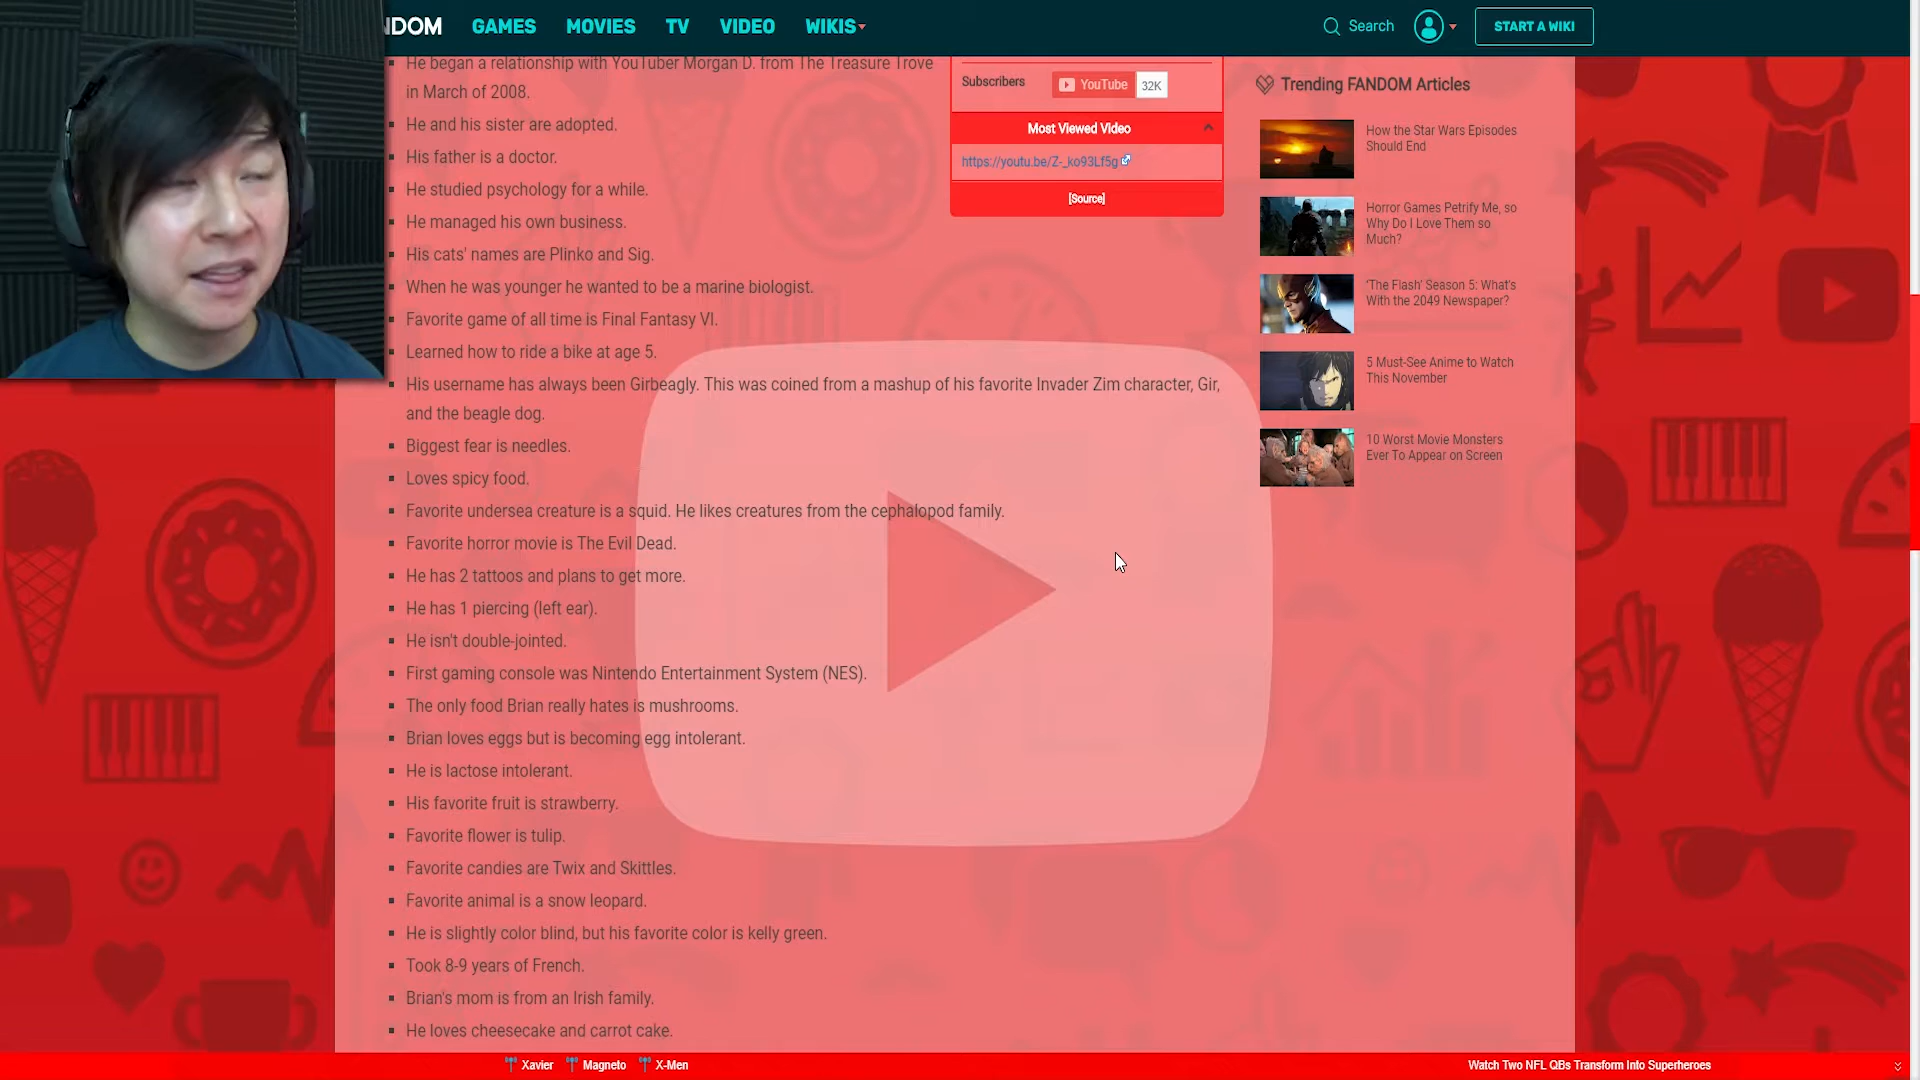 NDOM GAMES MOVIES TV VIDEO WIKIS Search START A WIKI
He began a relationship with YouTuber Morgan D. from The Treasure Trove
in March of 2008.
He and his sister are adopted.
His father is a doctor.
He studied psychology for a while.
He managed his own business.
His cats' names are Plinko and Sig.
When he was younger he wanted to be a marine biologist.
Favorite game of all time is Final Fantasy VI.
Learned how to ride a bike at age 5.
His username has always been Girbeagly. This was coined from a mashup of his favorite Invader Zim character, Gir,
and the beagle dog.
Biggest fear is needles.
Loves spicy food.
Favorite undersea creature is a squid. He likes creatures from the cephalopod family.
Favorite horror movie is The Evil Dead.
He has 2 tattoos and plans to get more.
He has 1 piercing (left ear).
He isn't double-jointed.
First gaming console was Nintendo Entertainment System (NES).
The only food Brian really hates is mushrooms.
Brian loves eggs but is becoming egg intolerant.
He is lactose intolerant.
His favorite fruit is strawberry.
Favorite flower is tulip.
Favorite candies are Twix and Skittles.
Favorite animal is a snow leopard.
He is slightly color blind, but his favorite color is kelly green.
Took 8-9 years of French.
Brian's mom is from an Irish family.
He loves cheesecake and carrot cake.
Subscribers YouTube 32K
Most Viewed Video
https://youtu.be/Z-_ko93Lf5g
[Source]
Trending FANDOM Articles
How the Star Wars Episodes
Should End
Horror Games Petrify Me, so
Why Do I Love Them so
Much?
'The Flash' Season 5: What's
With the 2049 Newspaper?
5 Must-See Anime to Watch
This November
10 Worst Movie Monsters
Ever To Appear on Screen
Xavier Magneto X-Men Watch Two NFL QBs Transform Into Superheroes